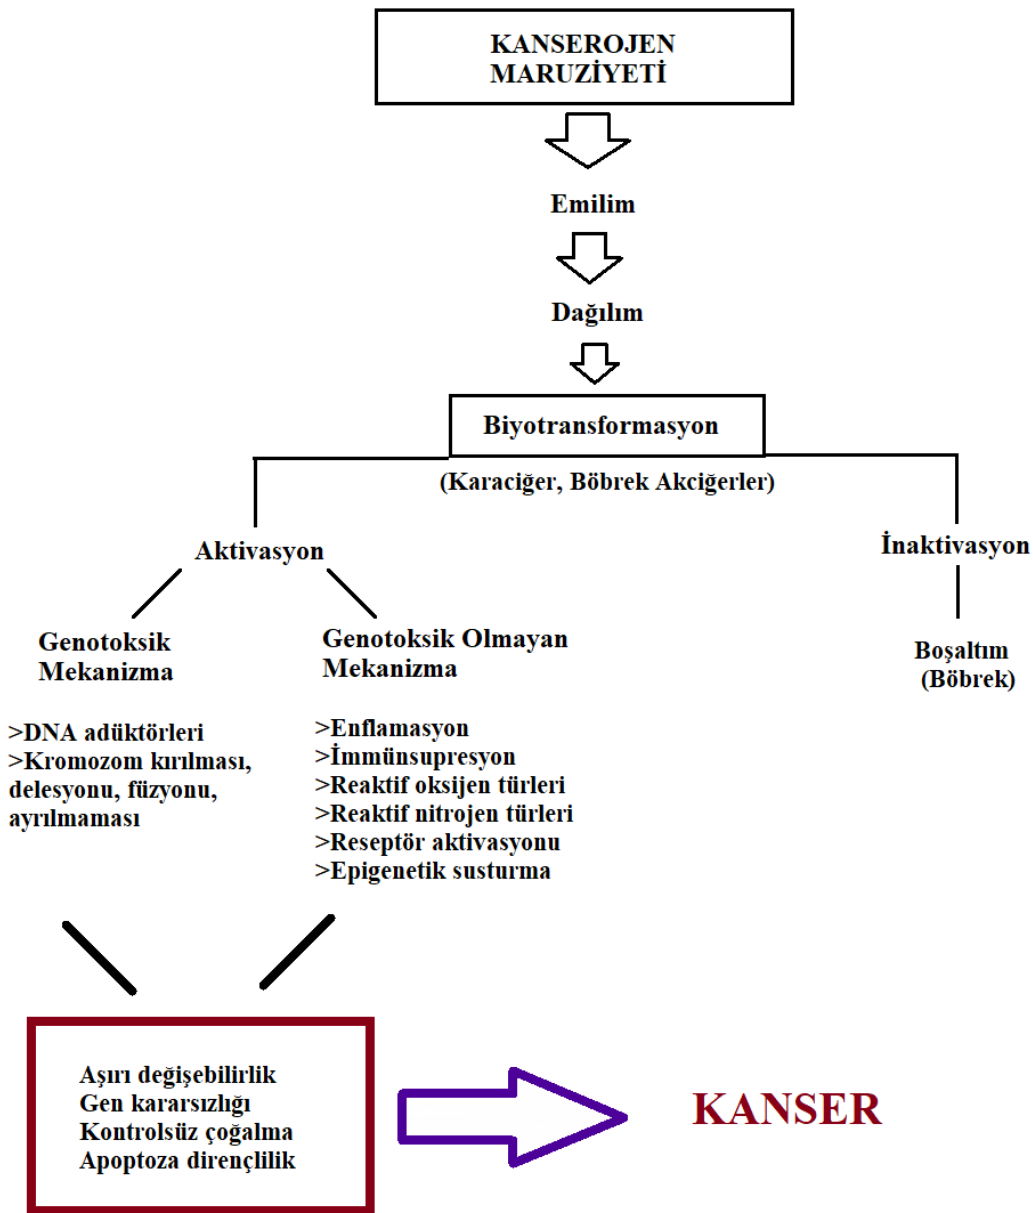 KANSEROJEN
MARUZİYETİ
Emilim
Dağılım
Biyotransformasyon
(Karaciğer, Böbrek Akciğerler)
Aktivasyon
İnaktivasyon
Genotoksik
Mekanizma
Genotoksik Olmayan
Mekanizma
Boşaltım
(Böbrek)
>DNA adüktörleri
>Kromozom kırılması,
delesyonu, füzyonu,
ayrılmaması
>Enflamasyon
>İmmünsupresyon
>Reaktif oksijen türleri
>Reaktif nitrojen türleri
>Reseptör aktivasyonu
>Epigenetik susturma
Aşırı değişebilirlik
Gen kararsızlığı
Kontrolsüz çoğalma
Apoptoza dirençlilik
KANSER